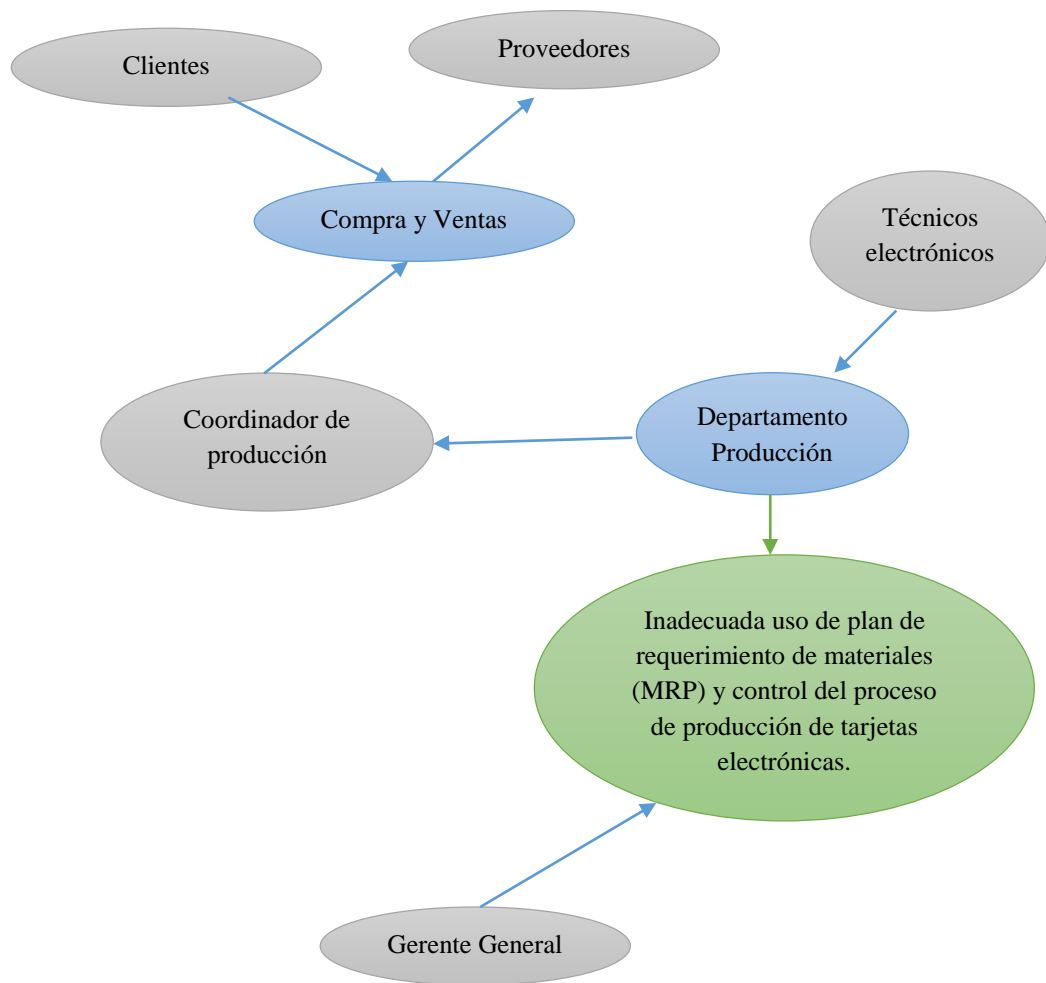 Proveedores
Clientes
Compra y Ventas
Técnicos
electrónicos
Coordinador de
producción
Departamento
Producción
Inadecuada uso de plan de
requerimiento de materiales
(MRP) y control del proceso
de producción de tarjetas
electrónicas.
Gerente General